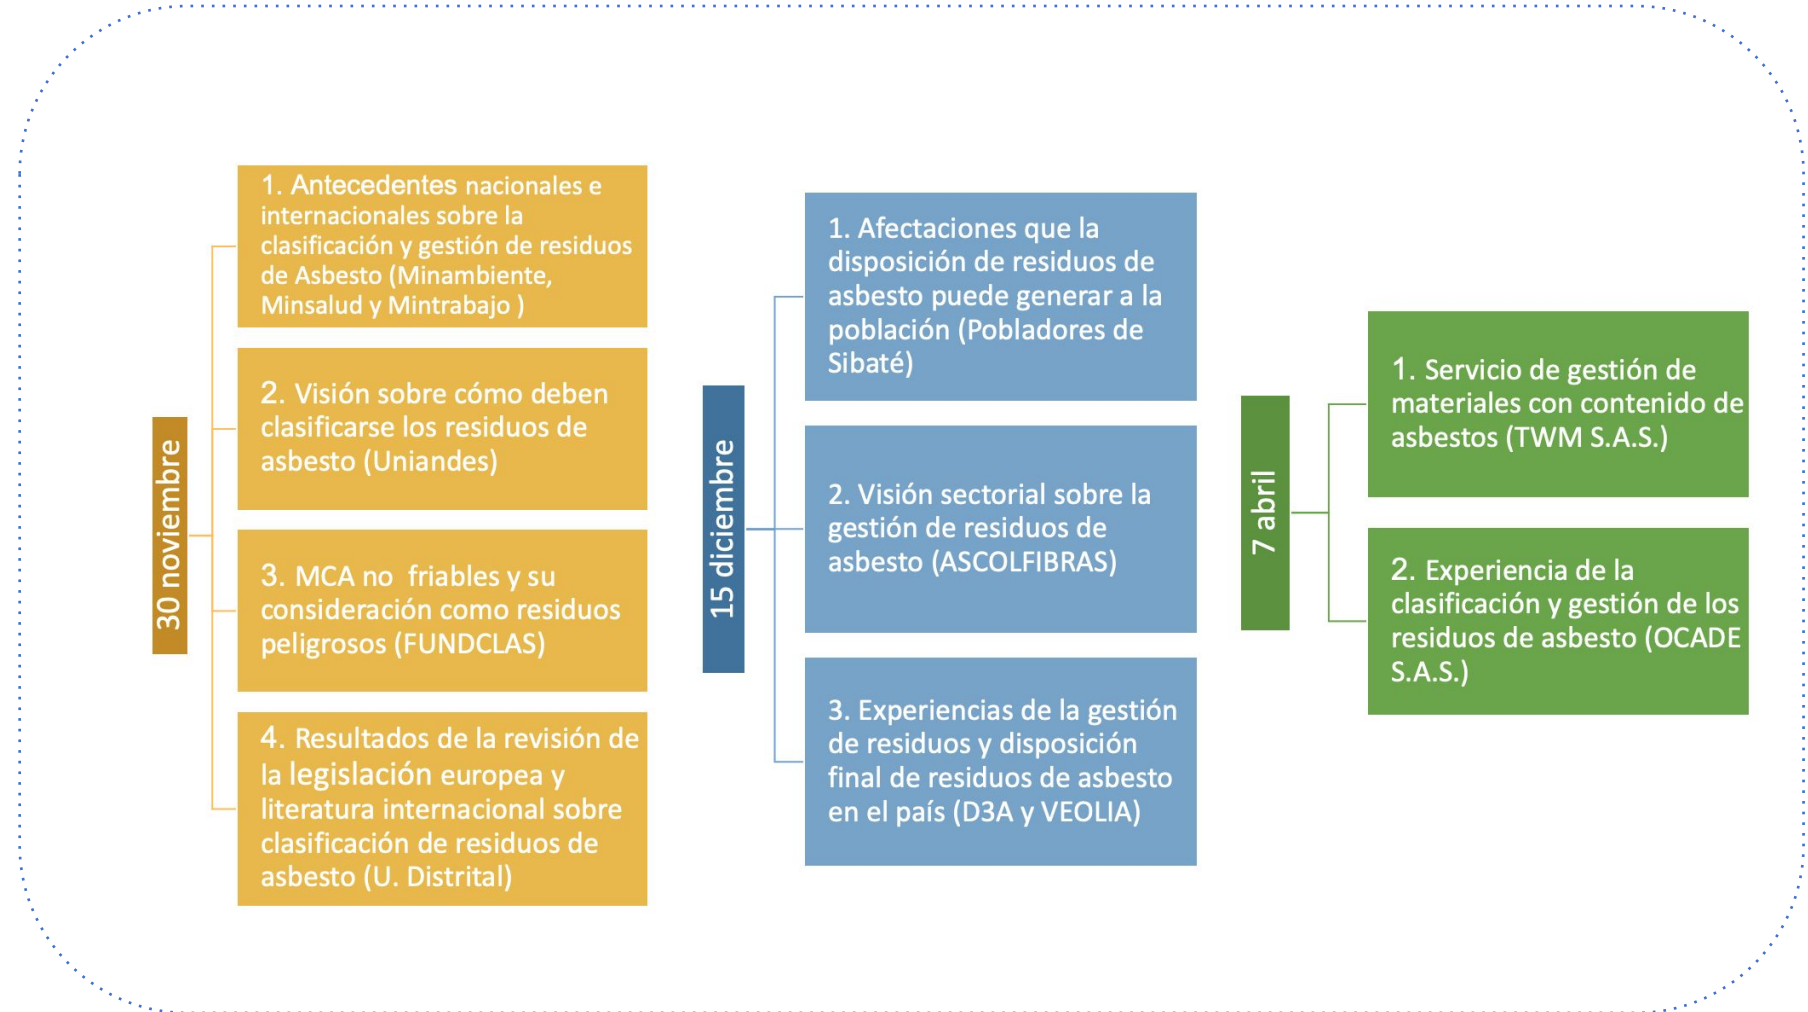 30 noviembre
1. Antecedentes nacionales e
internacionales sobre la
clasificación y gestión de residuos
de Asbesto (Minambiente,
Minsalud y Mintrabajo )
2. Visión sobre cómo deben
clasificarse los residuos de
asbesto (Uniandes)
3. MCA no  friables y su
consideración como residuos
peligrosos (FUNDCLAS)
4. Resultados de la revisión de
la legislación europea y
literatura internacional sobre
clasificación de residuos de
asbesto (U. Distrital)
15 diciembre
1. Afectaciones que la
disposición de residuos de
asbesto puede generar a la
población (Pobladores de
Sibaté)
2. Visión sectorial sobre la
gestión de residuos de
asbesto (ASCOLFIBRAS)
3. Experiencias de la gestión
de residuos y disposición
final de residuos de asbesto
en el país (D3A y VEOLIA)
7 abril
1. Servicio de gestión de
materiales con contenido de
asbestos (TWM S.A.S.)
2. Experiencia de la
clasificación y gestión de los
residuos de asbesto (OCADE
S.A.S.)